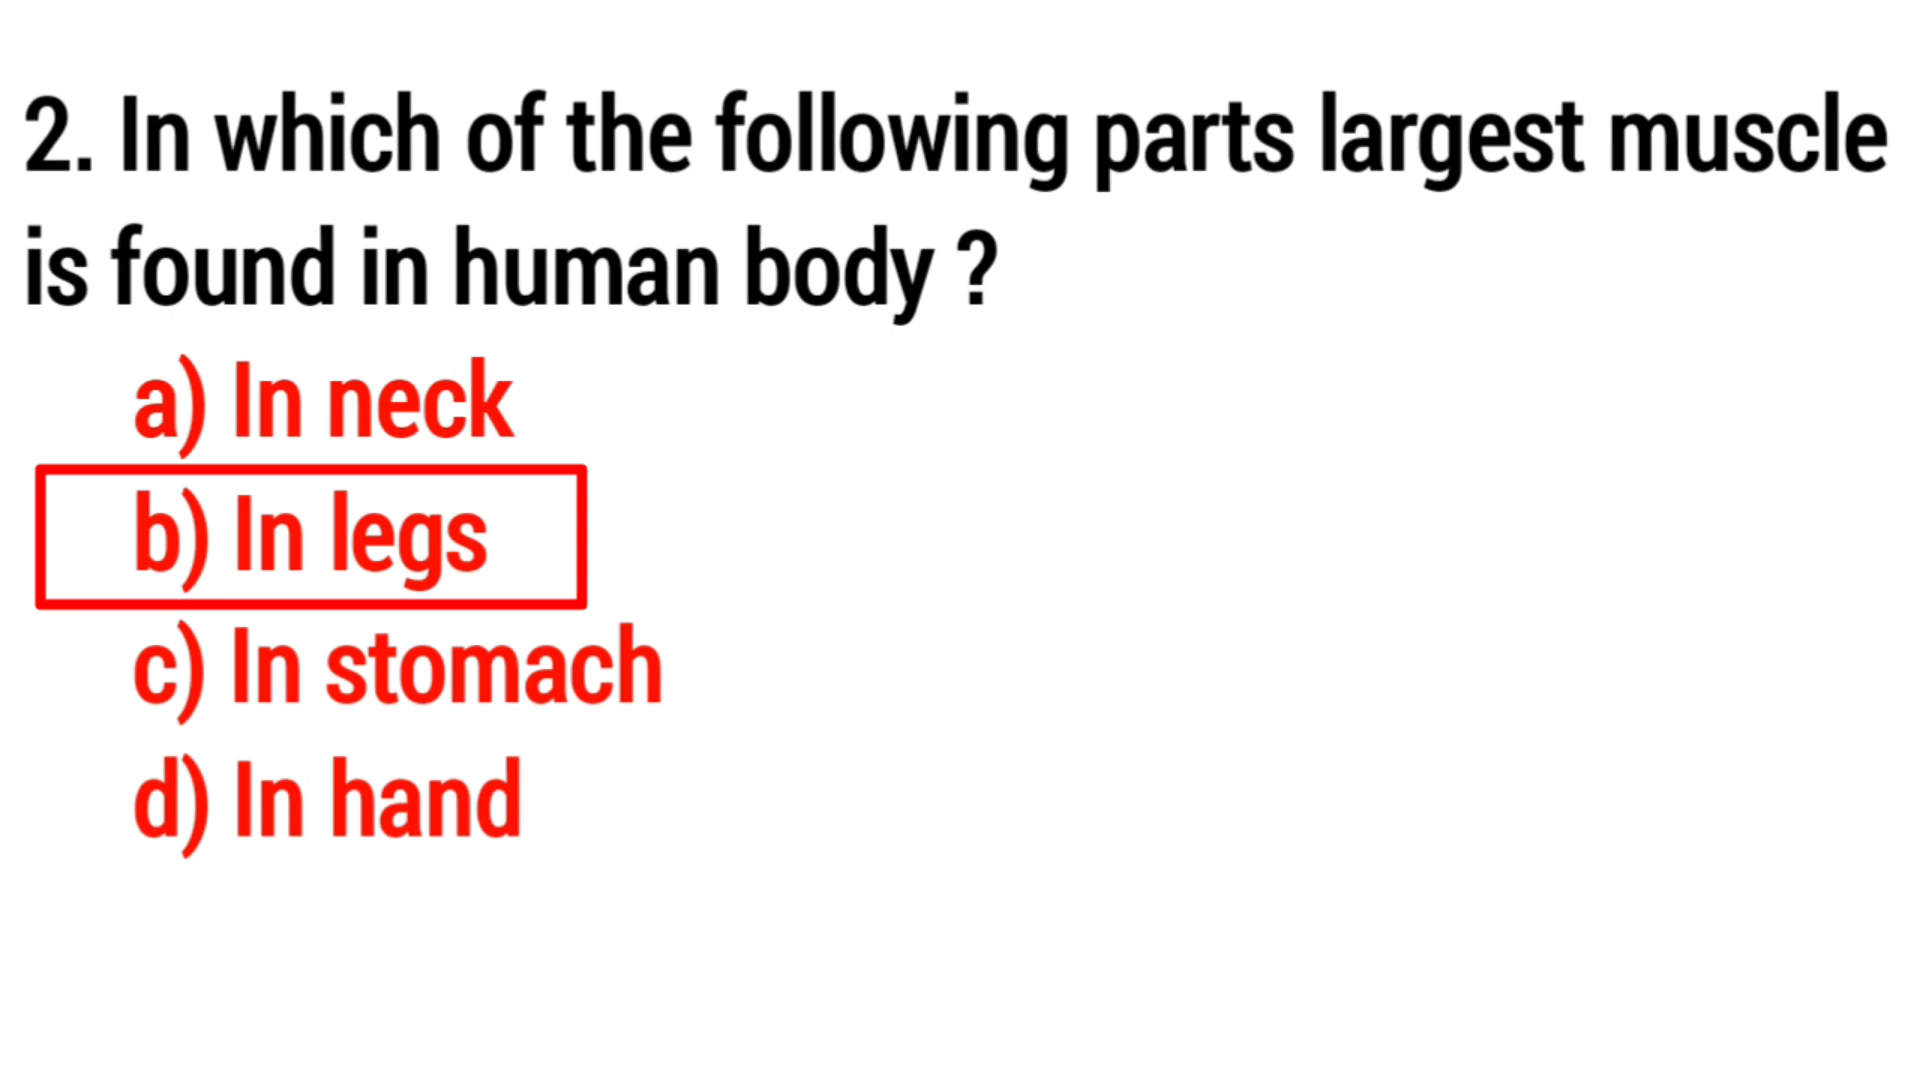 2. In which of the following parts largest muscle
is found in human body ?
a) In neck
b) In legs
c) In stomach
d) In hand